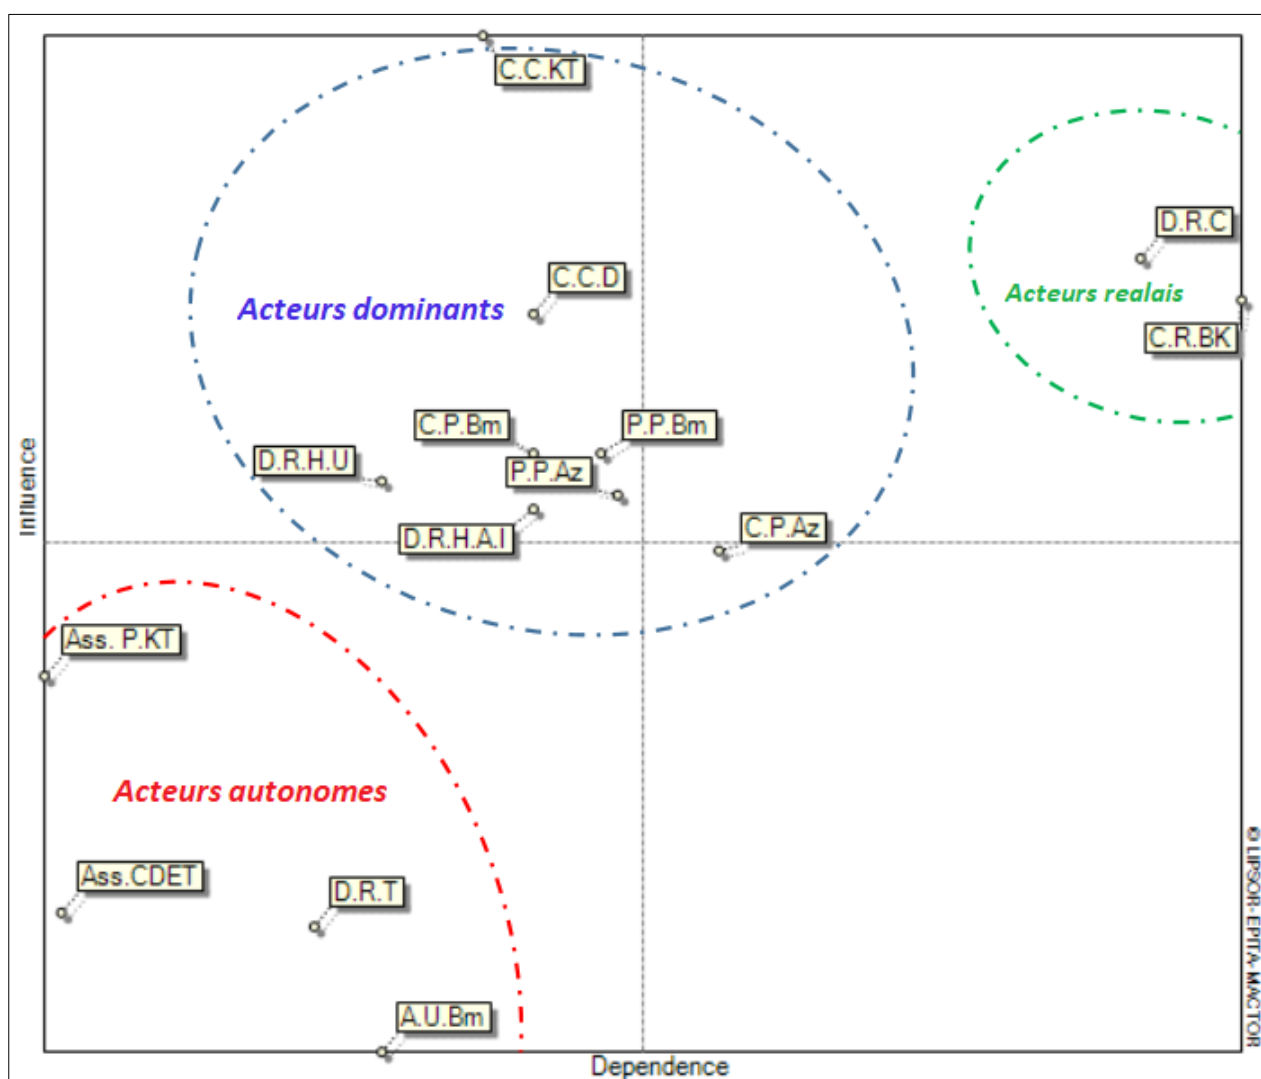 C.C.KT
D.R.C
C.C.D
Acteurs dominants
Acteurs realais
C.R.BK
C.P.Bm
P.P.Bm
D.R.H.U
P.P.Az
Influence
D.R.H.A.I
C.P.Az
Ass. P.KT
Acteurs autonomes
Ass.CDET
D.R.T
A.U.Bm
Dependence
© LIPSOR-EPITA-MACTOR